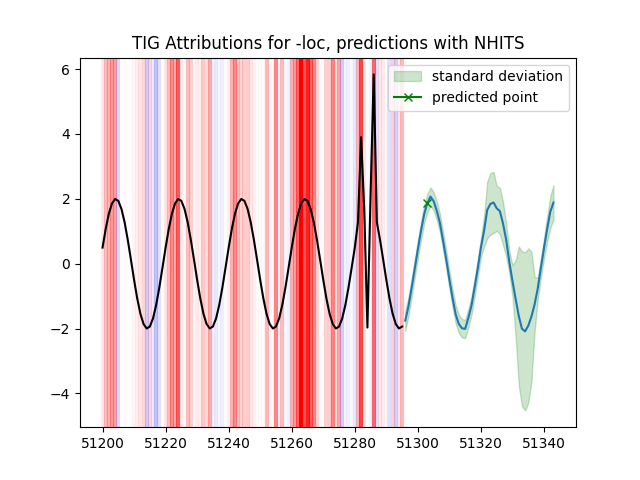 TIG Attributions for -loc, predictions with NHITS
standard deviation
predicted point
6
4
2
0
−2
−4
51200 51220 51240 51260 51280 51300 51320 51340